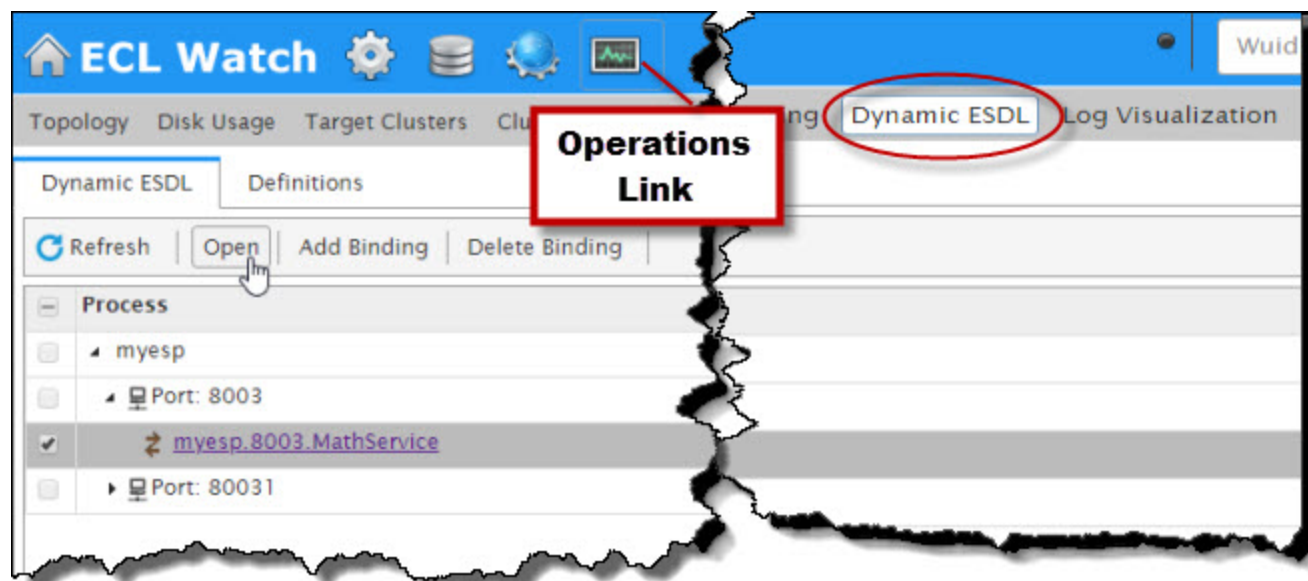 ECL Watch Wuid
Topology Disk Usage Target Clusters Dynamic ESDL Log Visualization
Operations
Link
Dynamic ESDL Definitions
Refresh Open Add Binding Delete Binding
Process
myesp
Port: 8003
myesp.8003.MathService
Port: 80031